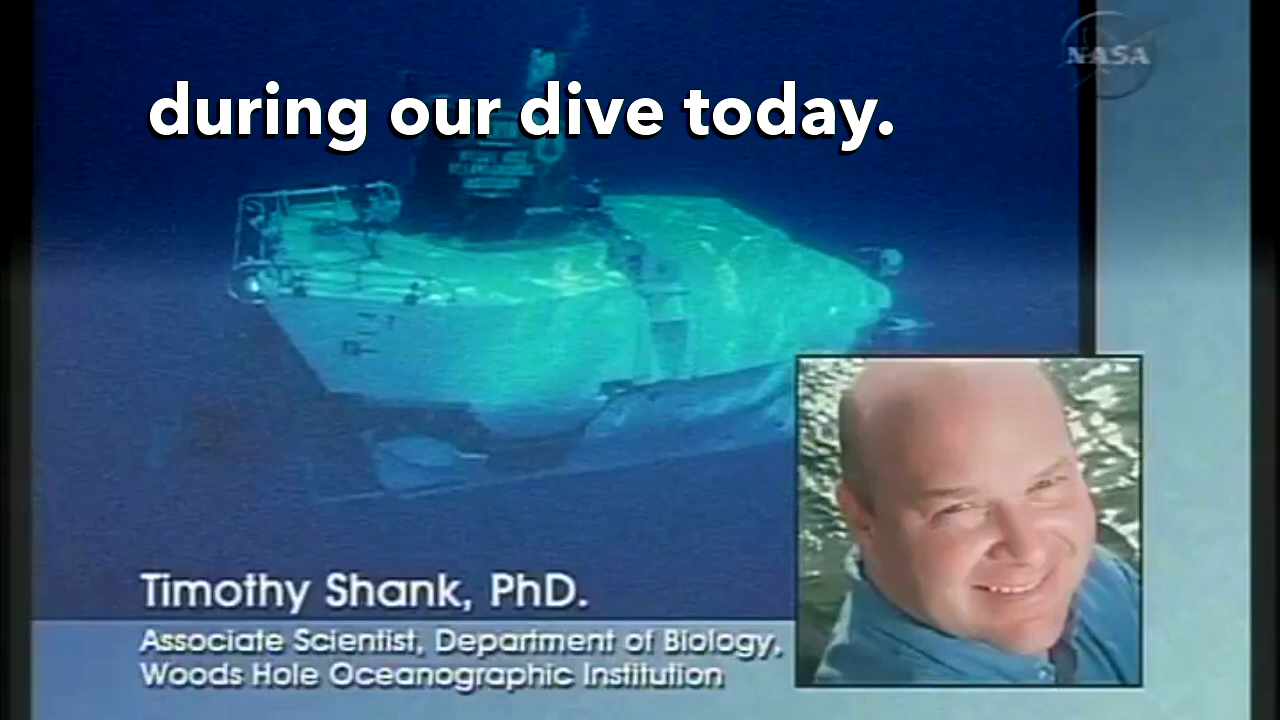 NASA
during our dive today.
Timothy Shank, PhD.
Associate Scientist, Department of Biology,
Woods Hole Oceanographic Institution